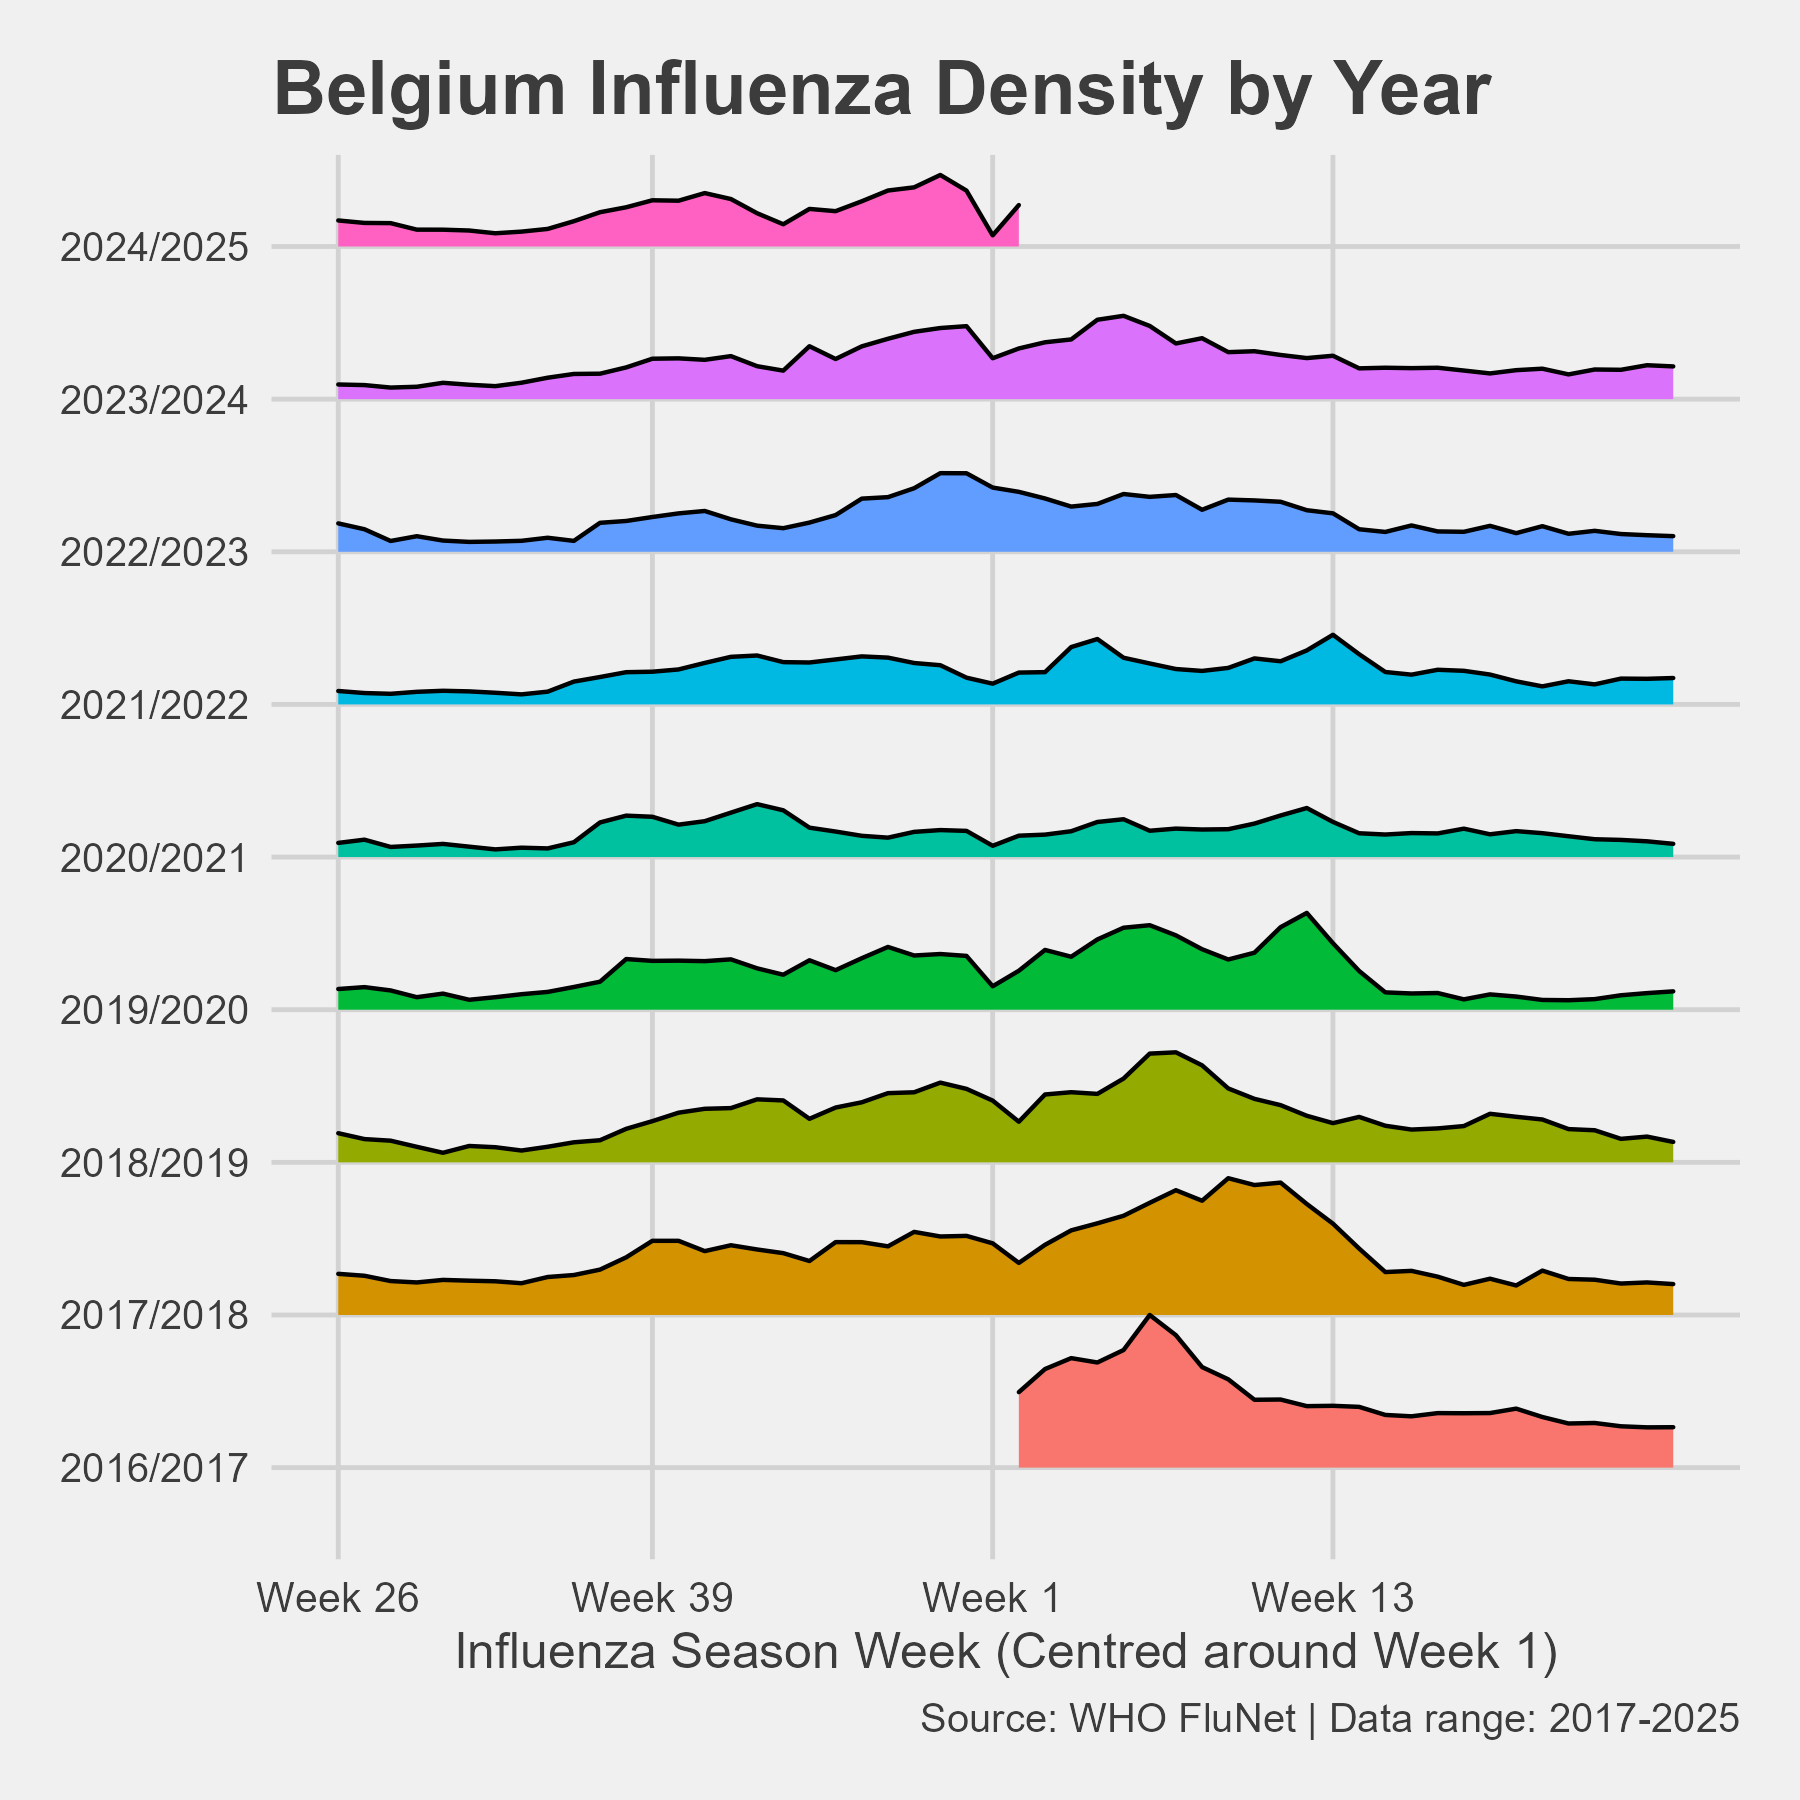 Belgium Influenza Density by Year
2024/2025
2023/2024
2022/2023
2021/2022
2020/2021
2019/2020
2018/2019
2017/2018
2016/2017
Week 26 Week 39 Week 1 Week 13
Influenza Season Week (Centred around Week 1)
Source: WHO FluNet | Data range: 2017-2025